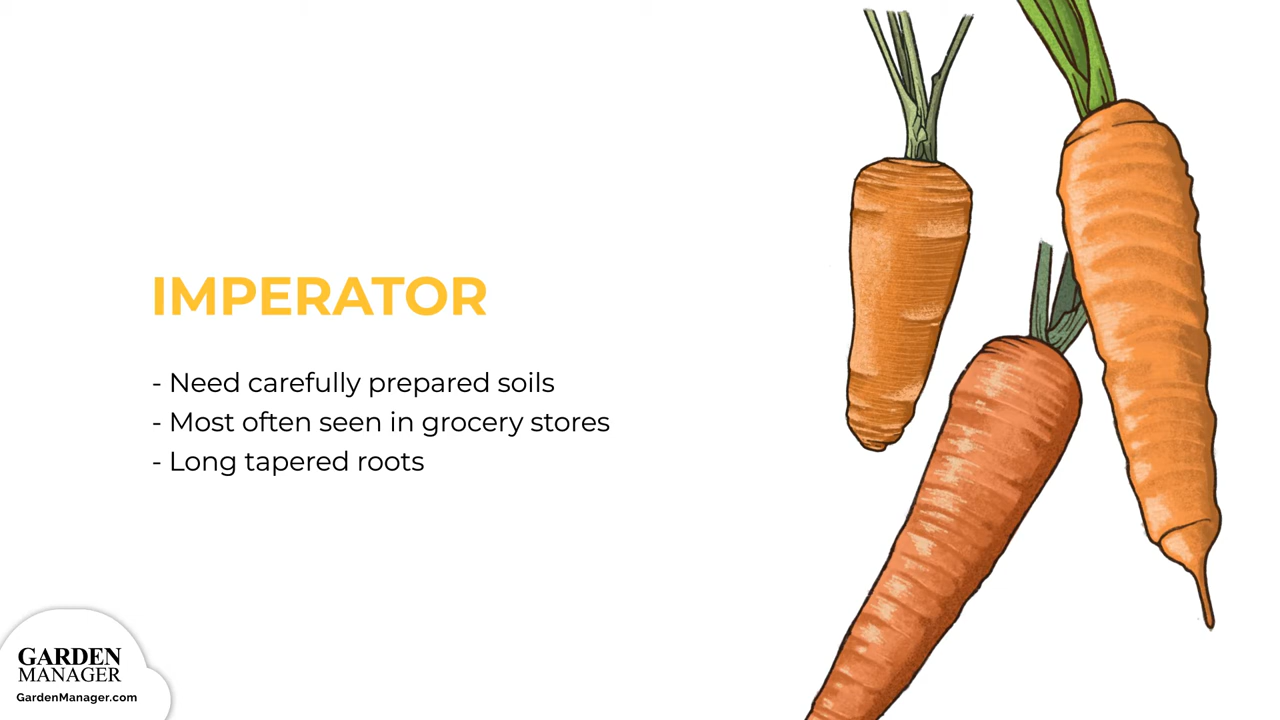 IMPERATOR
- Need carefully prepared soils
- Most often seen in grocery stores
- Long tapered roots
GARDEN
MANAGER
GardenManager.com